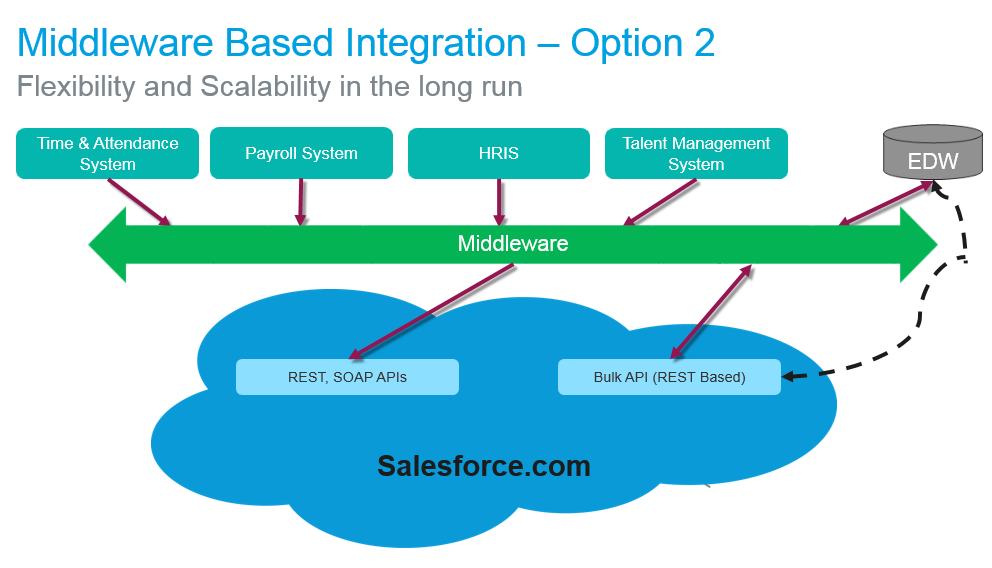 Middleware Based Integration – Option 2
Flexibility and Scalability in the long run
Time & Attendance
System
Payroll System
HRIS
Talent Management
System
EDW
Middleware
REST, SOAP APIs
Bulk API (REST Based)
Salesforce.com